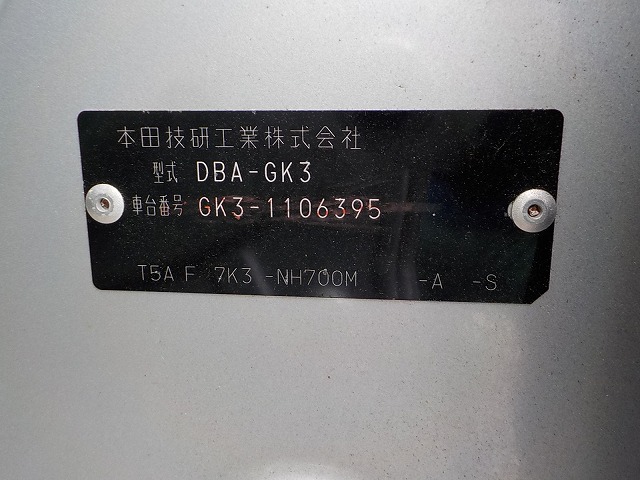 本田技研工業株式会社
型式 DBA-GK3
車台番号 GK3-1106395
T5A F 7K3 -NH700M -A -S